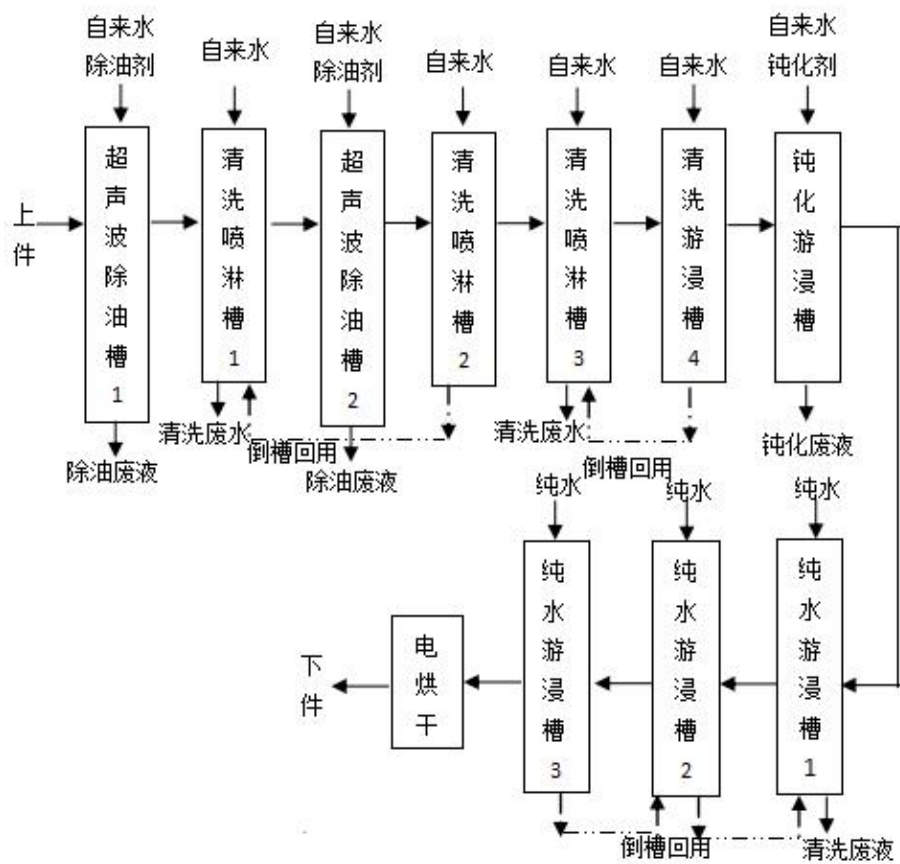 自来水
除油剂
自来水
自来水
除油剂
自来水
自来水
自来水
自来水
钝化剂
上件
超声波除油槽1
清洗喷淋槽1
超声波除油槽2
清洗喷淋槽2
清洗喷淋槽3
清洗游浸槽4
钝化游浸槽
除油废液
清洗废水
倒槽回用
除油废液
清洗废水
倒槽回用
钝化废液
纯水
纯水
纯水
下件
电烘干
纯水游浸槽3
纯水游浸槽2
纯水游浸槽1
倒槽回用
清洗废液